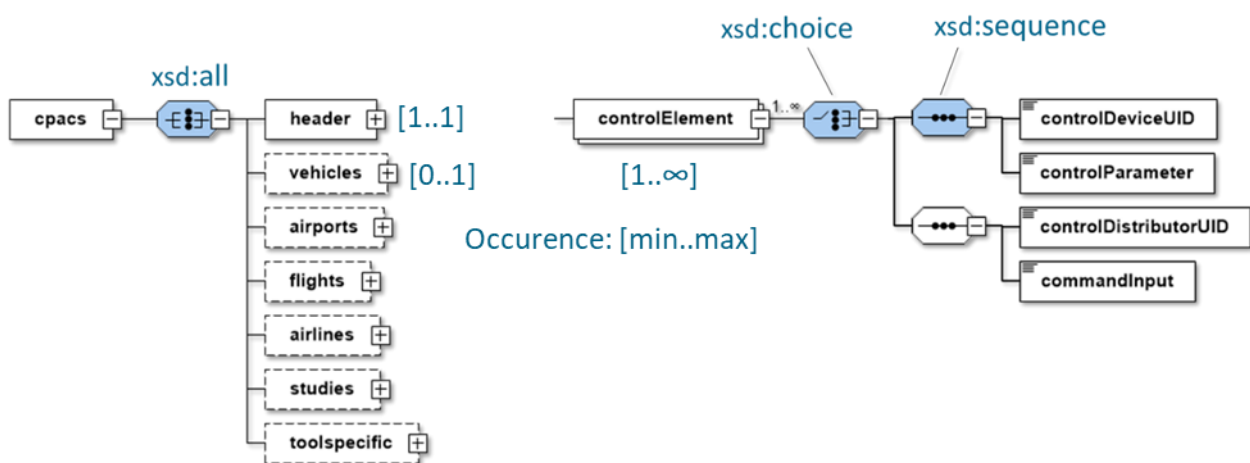 xsd:choice
xsd:sequence
xsd:all
cpacs
header
[1..1]
vehicles
[0..1]
airports
flights
airlines
studies
toolspecific
controlElement
1..∞
[1..∞]
Occurence: [min..max]
controlDeviceUID
controlParameter
controlDistributorUID
commandInput